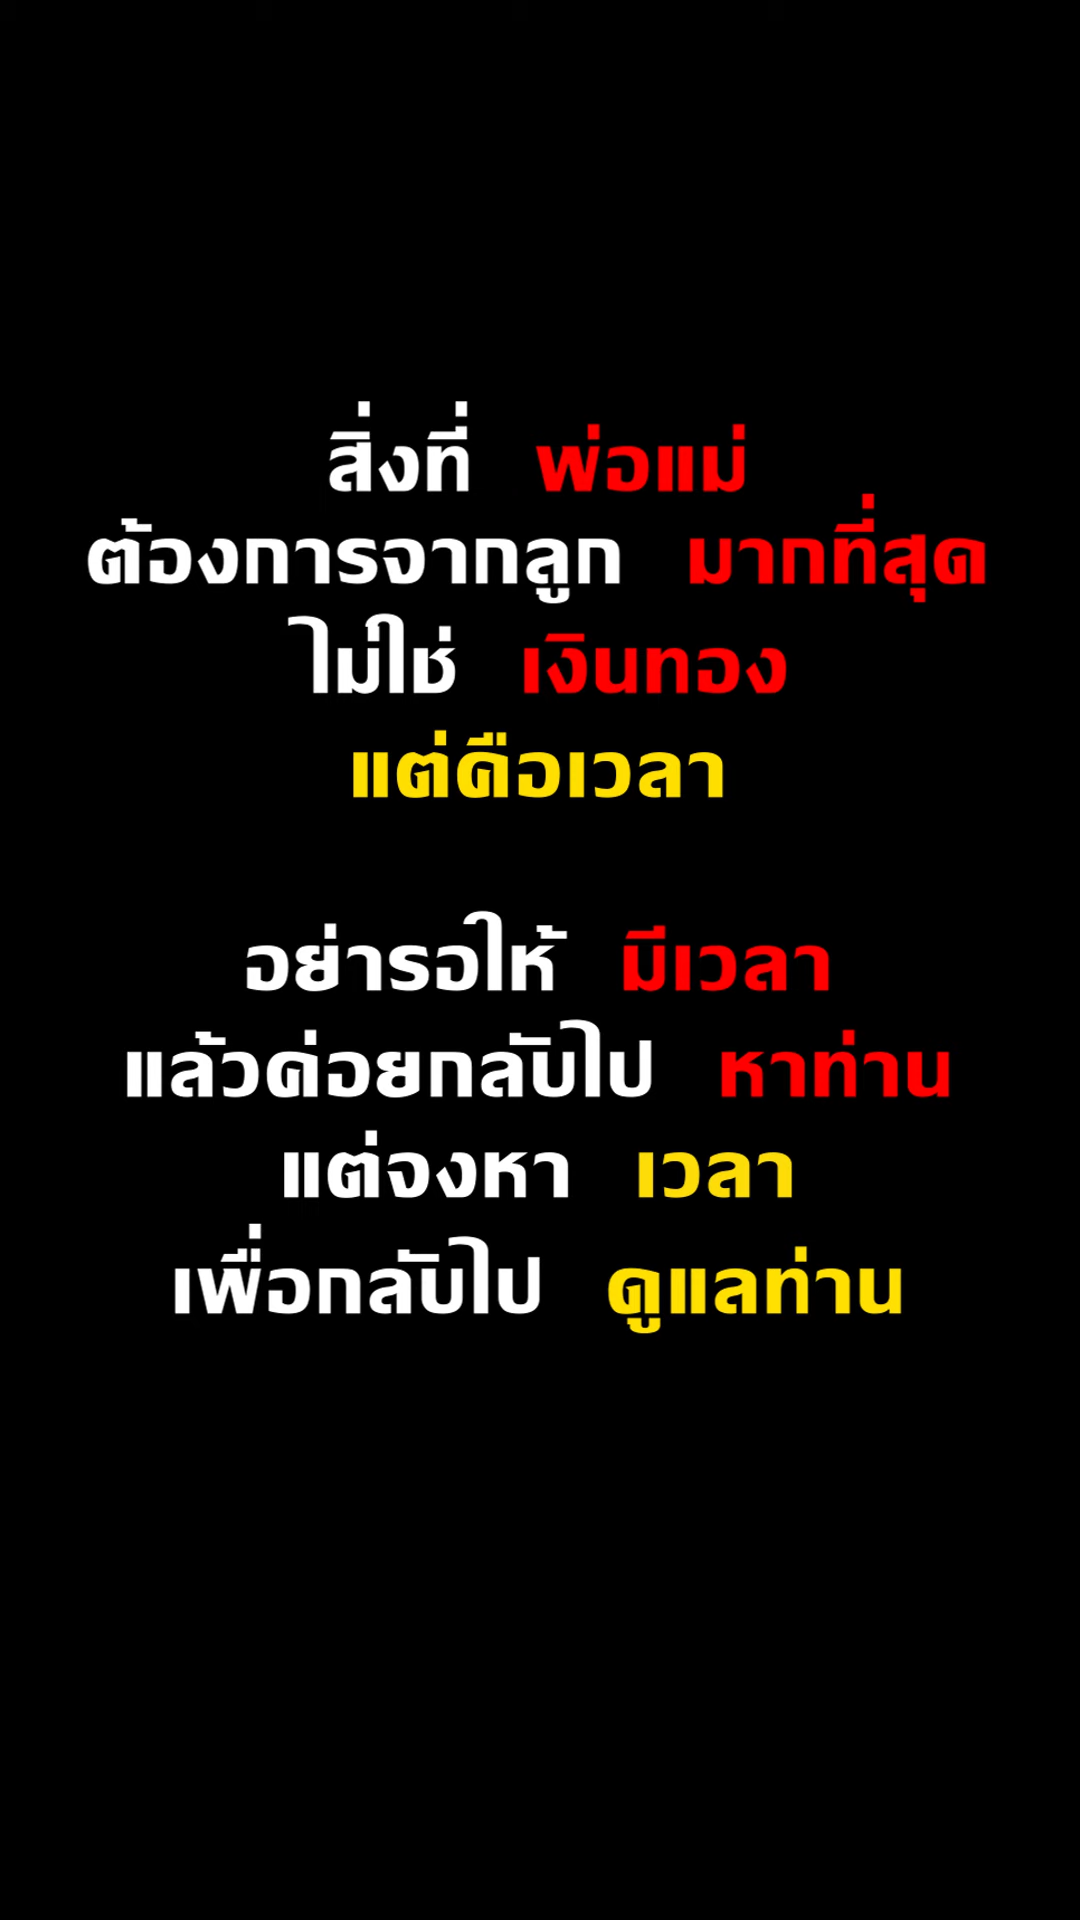 สิ่งที่ พ่อแม่
ต้องการจากลูก มากที่สุด
ไม่ใช่ เงินทอง
แต่คือเวลา
อย่ารอให้ มีเวลา
แล้วค่อยกลับไป หาท่าน
แต่จงหา เวลา
เพื่อกลับไป ดูแลท่าน